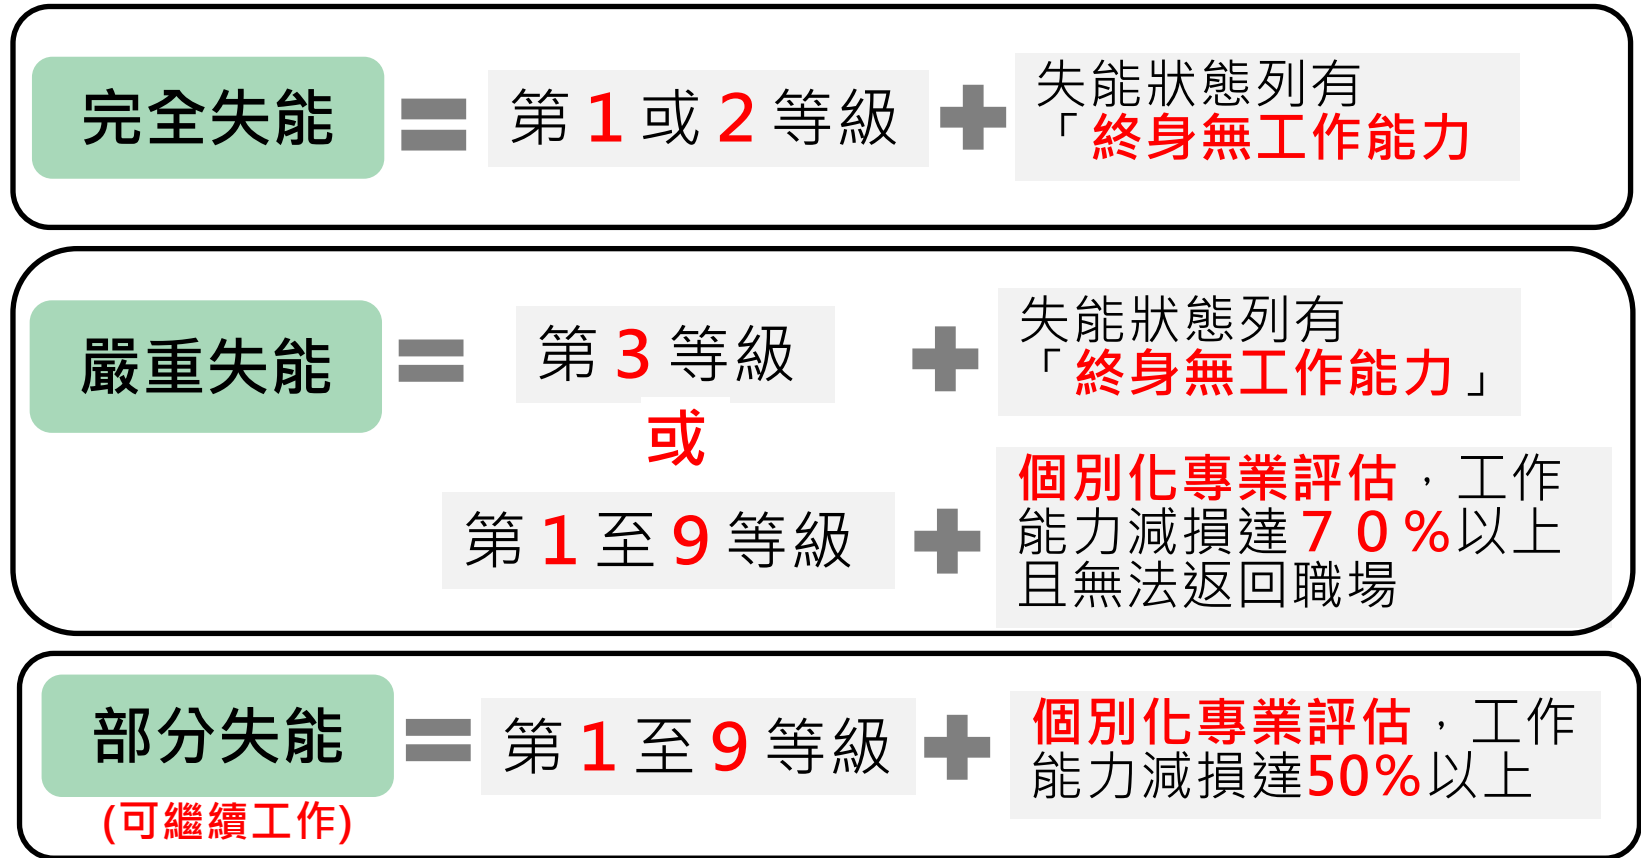 完全失能
第1或2等級
失能狀態列有
「終身無工作能力
嚴重失能
第3等級
失能狀態列有
「終身無工作能力」
或
第1至9等級
個別化專業評估，工作
能力減損達70%以上
且無法返回職場
部分失能
(可繼續工作)
第1至9等級
個別化專業評估，工作
能力減損達50%以上